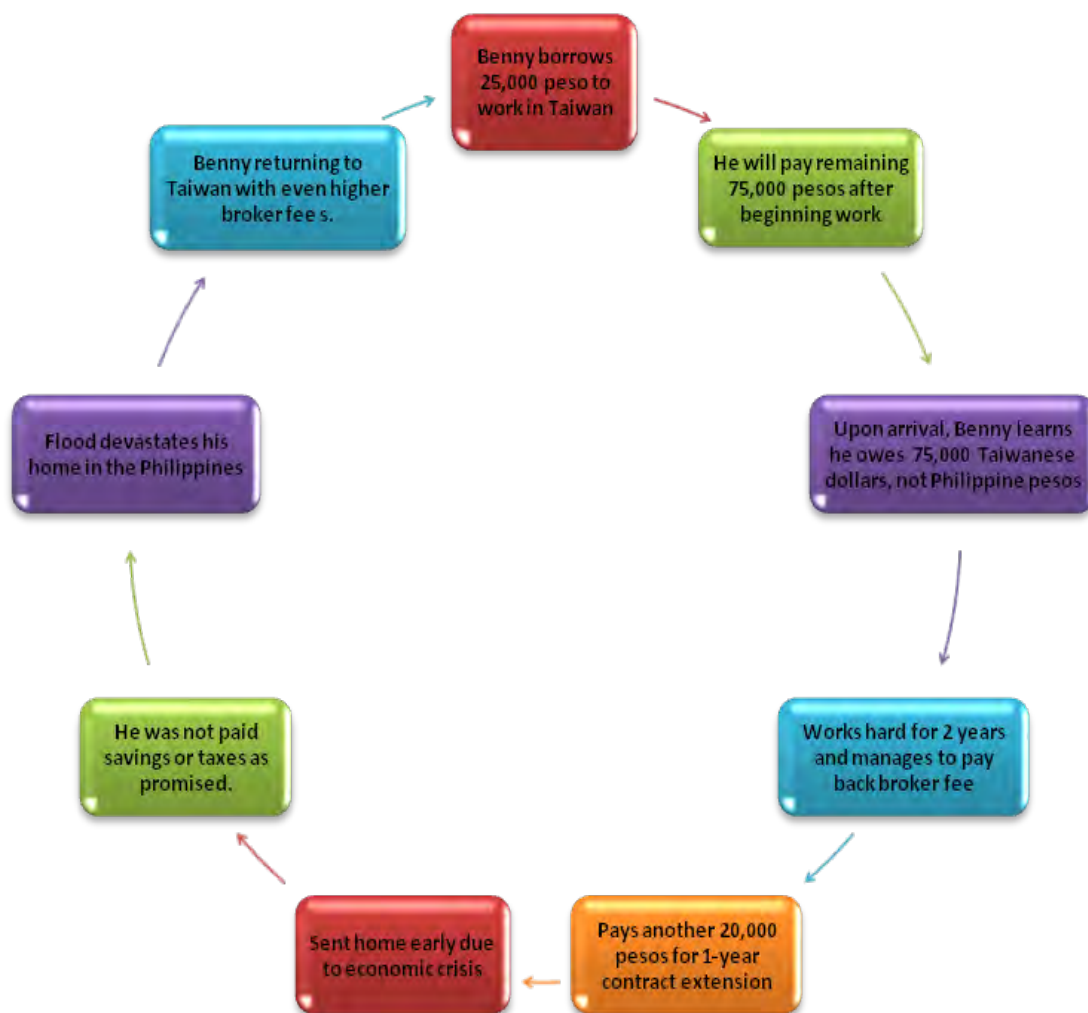 Benny borrows
25,000 peso to
work in Taiwan
He will pay remaining
75,000 pesos after
beginning work
Upon arrival, Benny learns
he owes 75,000 Taiwanese
dollars, not Philippine pesos
Works hard for 2 years
and manages to pay
back broker fee
Pays another 20,000
pesos for 1-year
contract extension
Sent home early due
to economic crisis
He was not paid
savings or taxes as
promised.
Flood devastates his
home in the Philippines
Benny returning to
Taiwan with even higher
broker fee s.